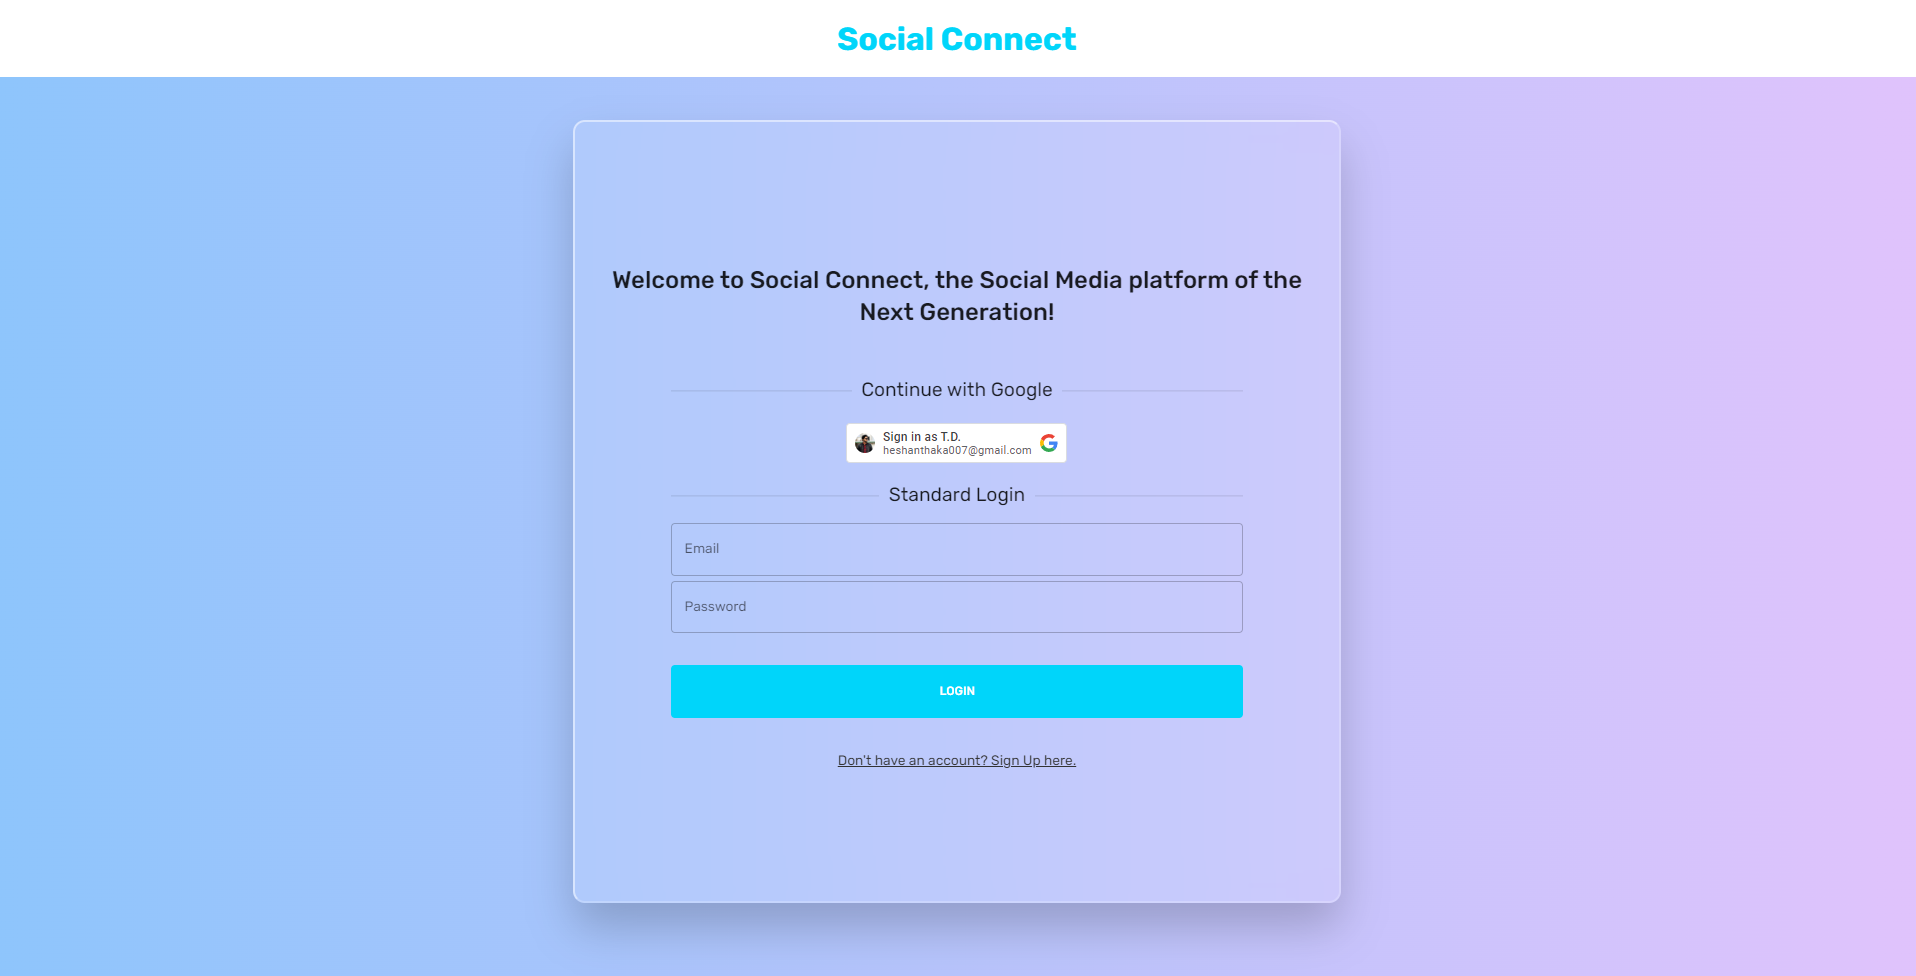 Social Connect
Welcome to Social Connect, the Social Media platform of the
Next Generation!
Continue with Google
Sign in as T.D.
heshanthaka007@gmail.com
Standard Login
Email
Password
LOGIN
Don't have an account? Sign Up here.